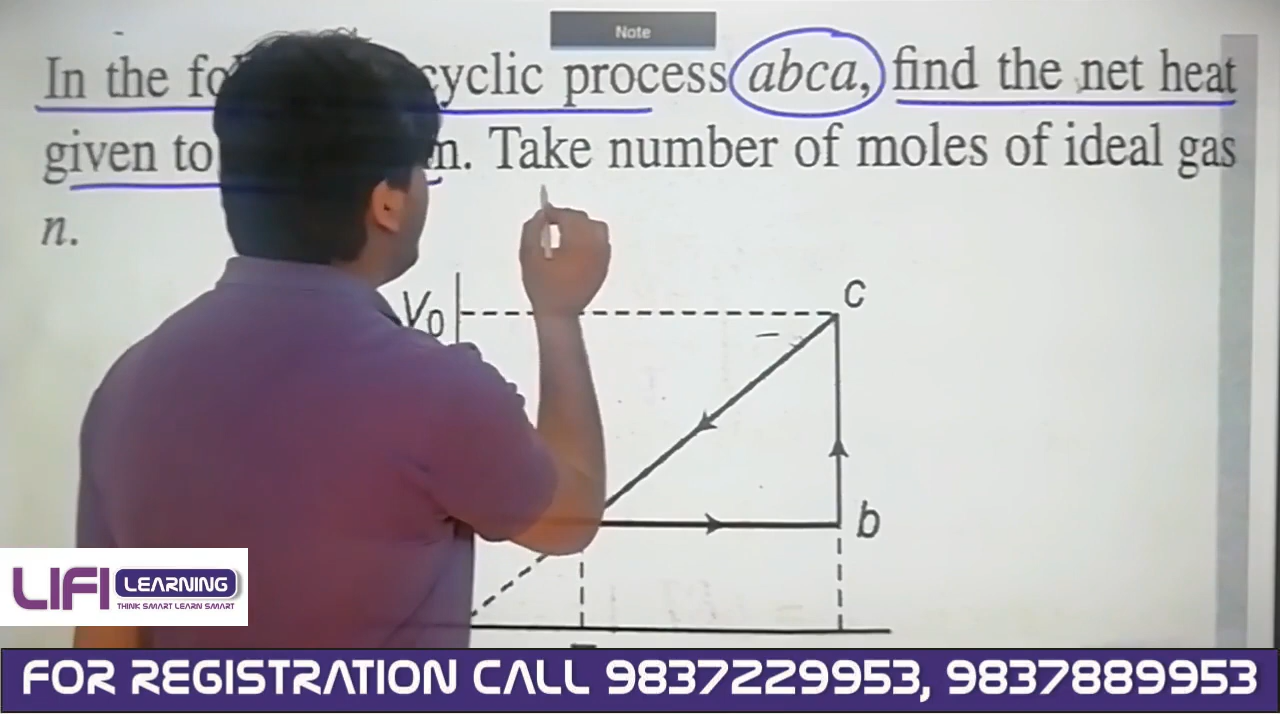 Note
In the cyclic process abca, find the net heat
given to Take number of moles of ideal gas
n.
V0
c
b
LIFI LEARNING
THINK SMART LEARN SMART
FOR REGISTRATION CALL 9837229953, 9837889953